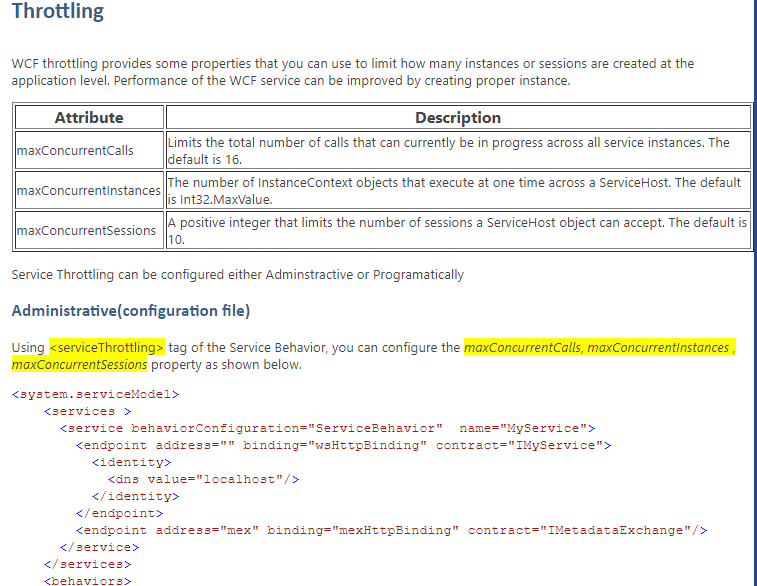 Throttling
WCF throttling provides some properties that you can use to limit how many instances or sessions are created at the
application level. Performance of the WCF service can be improved by creating proper instance.
Attribute Description
maxConcurrentCalls Limits the total number of calls that can currently be in progress across all service instances. The
default is 16.
maxConcurrentInstances The number of InstanceContext objects that execute at one time across a ServiceHost. The default
is Int32.MaxValue.
maxConcurrentSessions A positive integer that limits the number of sessions a ServiceHost object can accept. The default is
10.
Service Throttling can be configured either Adminstractive or Programatically
Administrative(configuration file)
Using <serviceThrottling> tag of the Service Behavior, you can configure the maxConcurrentCalls, maxConcurrentInstances ,
maxConcurrentSessions property as shown below.
<system.serviceModel>
<services >
<service behaviorConfiguration="ServiceBehavior"  name="MyService">
<endpoint address="" binding="wsHttpBinding" contract="IMyService">
<identity>
<dns value="localhost"/>
</identity>
</endpoint>
<endpoint address="mex" binding="mexHttpBinding" contract="IMetadataExchange"/>
</service>
</services>
<behaviors>